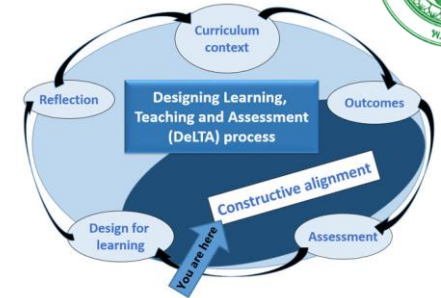 Curriculum
context
Reflection
Designing Learning,
Teaching and Assessment
(DeLTA) process
Outcomes
Constructive alignment
Design for
learning
You are here
Assessment